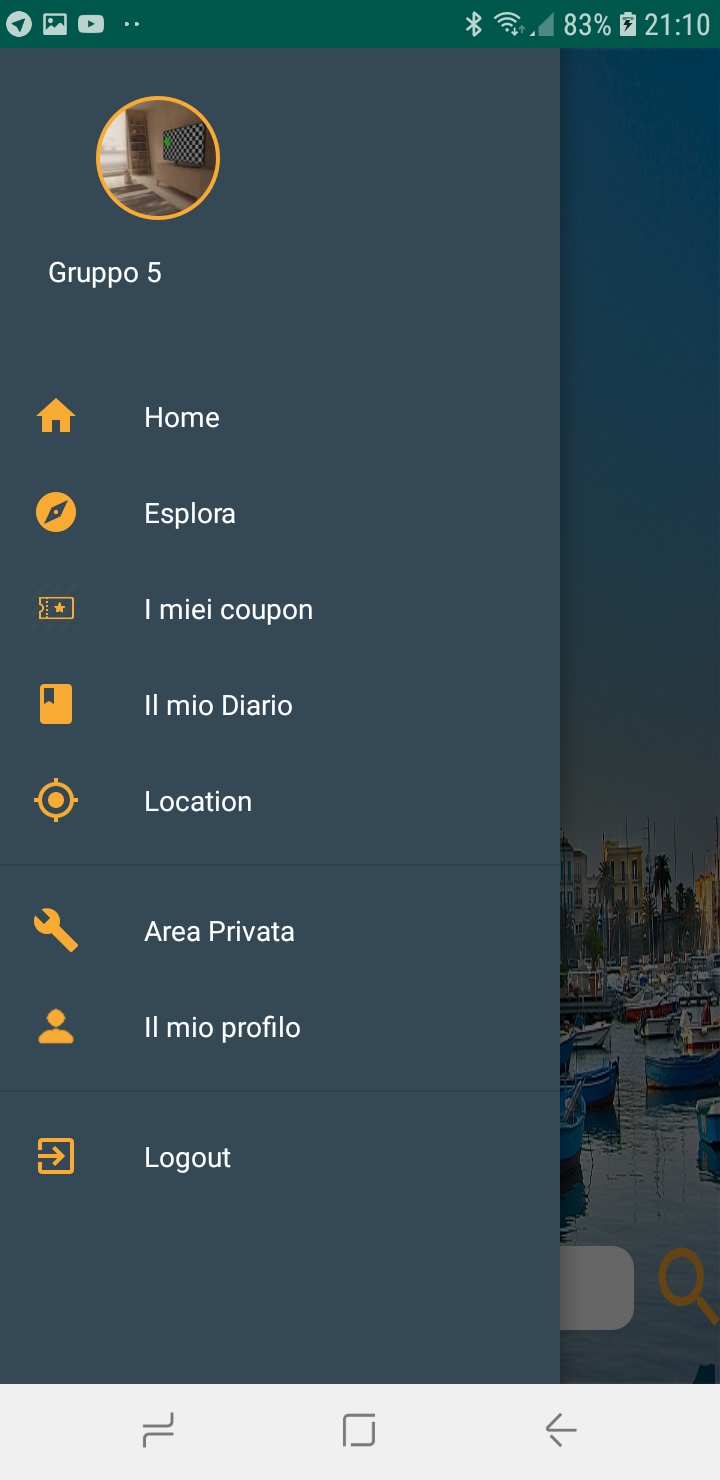 83% 21:10
Gruppo 5
Home
Esplora
I miei coupon
Il mio Diario
Location
Area Privata
Il mio profilo
Logout